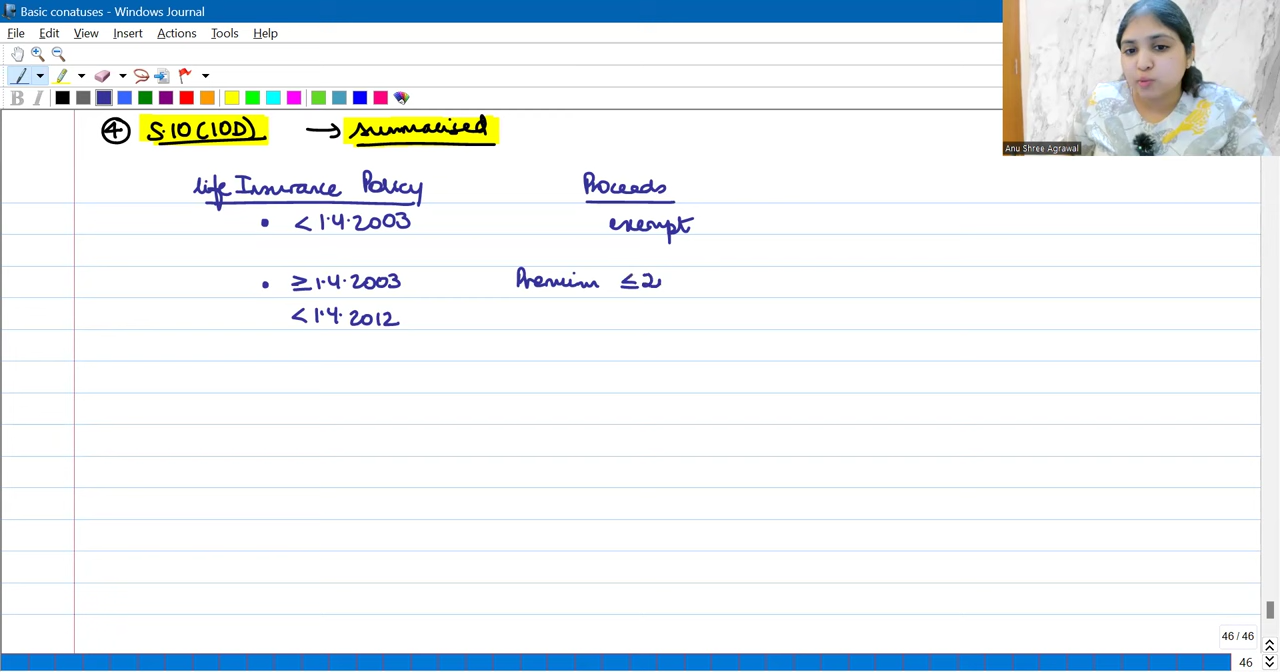 Basic conatuses - Windows Journal
File Edit View Insert Actions Tools Help
B I
④ S·10(10D) → summarised
life Insurance Policy Proceeds
• < 1·4·2003 exempt
• ≥ 1·4·2003 Premium ≤ 2
< 1·4·2012
Anu Shree Agrawal
46 / 46
46